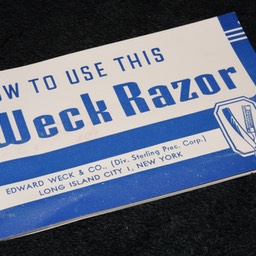 OW TO USE THIS
Weck Razor
EDWARD WECK & CO., (Div. Sterling Prec. Corp.)
LONG ISLAND CITY 1, NEW YORK